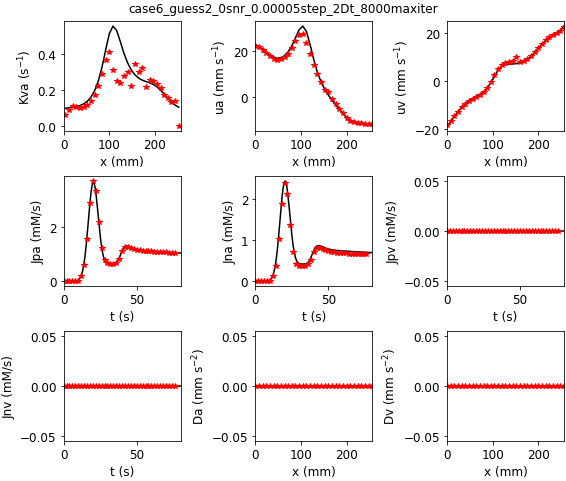 case6_guess2_0snr_0.00005step_2Dt_8000maxiter
Kva (s⁻¹)
0.4
0.2
0.0
0
100
200
x (mm)
ua (mm s⁻¹)
20
0
0
100
200
x (mm)
uv (mm s⁻¹)
20
0
−20
0
100
200
x (mm)
Jpa (mM/s)
2
0
0
50
t (s)
Jna (mM/s)
2
1
0
0
50
t (s)
Jpv (mM/s)
0.05
0.00
−0.05
0
50
t (s)
Jnv (mM/s)
0.05
0.00
−0.05
0
50
t (s)
Da (mm s⁻²)
0.05
0.00
−0.05
0
100
200
x (mm)
Dv (mm s⁻²)
0.05
0.00
−0.05
0
100
200
x (mm)